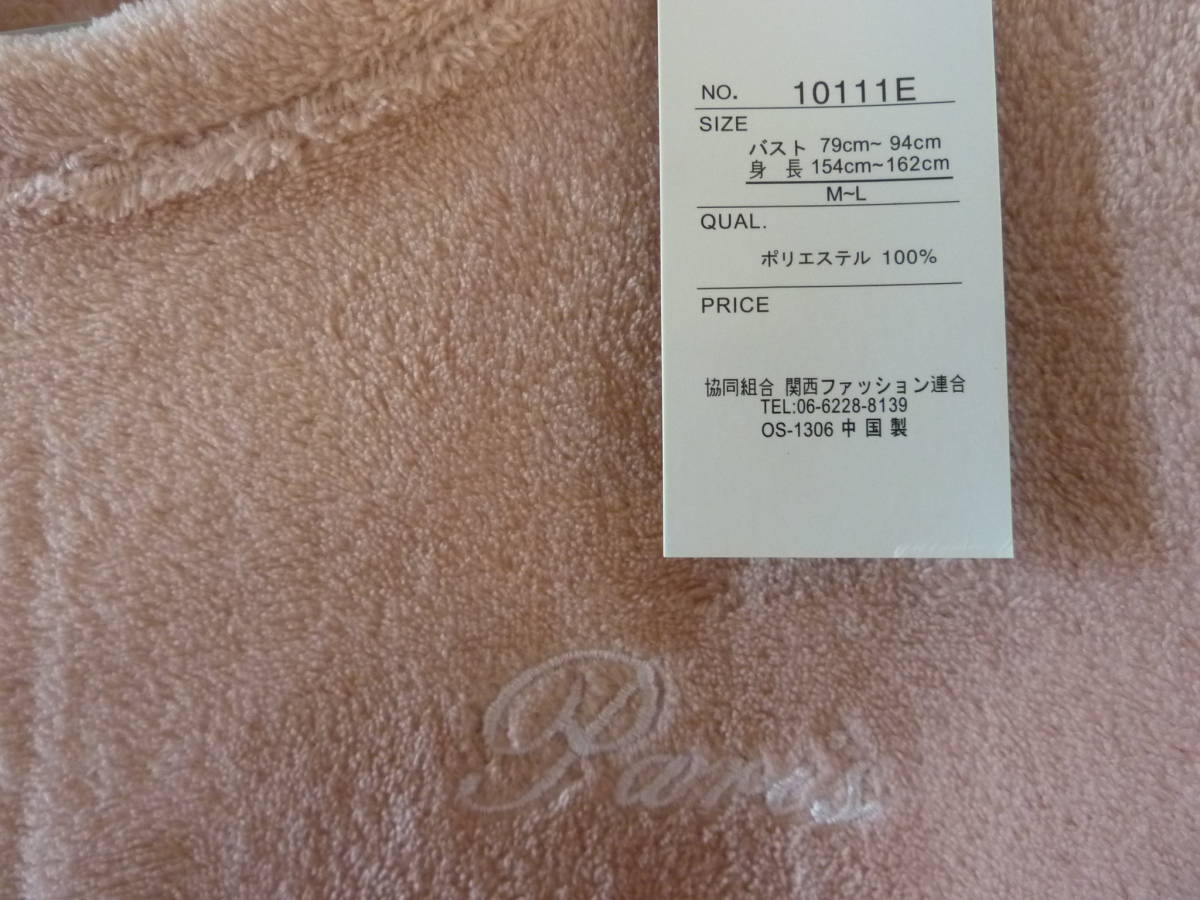 NO. 10111E
SIZE
バスト 79cm~ 94cm
身 長 154cm~162cm
M~L
QUAL.
ポリエステル 100%
PRICE
協同組合 関西ファッション連合
TEL:06-6228-8139
OS-1306 中国製
Paris